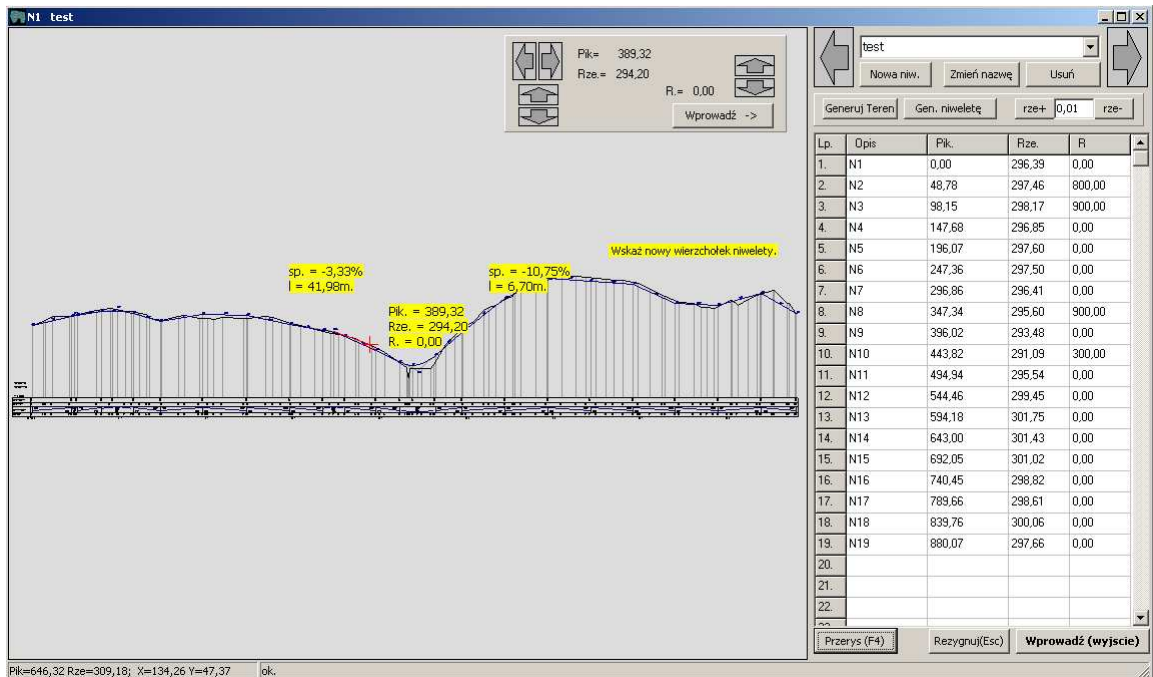 N1 test
Pik= 389,32
Rze.= 294,20
R.= 0,00
Wprowadź ->
Wskaż nowy wierzchołek niwelety.
sp. = -3,33%
l = 41,98m.
sp. = -10,75%
l = 6,70m.
Pik. = 389,32
Rze. = 294,20
R. = 0,00
test
Nowa niw. Zmień nazwę Usuń
Generuj Teren Gen. niweletę rze+ 0,01 rze-
Lp. Opis Pik. Rze. R
1. N1 0,00 296,39 0,00
2. N2 48,78 297,46 800,00
3. N3 98,15 298,17 900,00
4. N4 147,68 296,85 0,00
5. N5 196,07 297,60 0,00
6. N6 247,36 297,50 0,00
7. N7 296,86 296,41 0,00
8. N8 347,34 295,60 900,00
9. N9 396,02 293,48 0,00
10. N10 443,82 291,09 300,00
11. N11 494,94 295,54 0,00
12. N12 544,46 299,45 0,00
13. N13 594,18 301,75 0,00
14. N14 643,00 301,43 0,00
15. N15 692,05 301,02 0,00
16. N16 740,45 298,82 0,00
17. N17 789,66 298,61 0,00
18. N18 839,76 300,06 0,00
19. N19 880,07 297,66 0,00
20.
21.
22.
Przerys (F4) Rezygnuj(Esc) Wprowadź (wyjscie)
Pik=646,32 Rze=309,18; X=134,26 Y=47,37 ok.